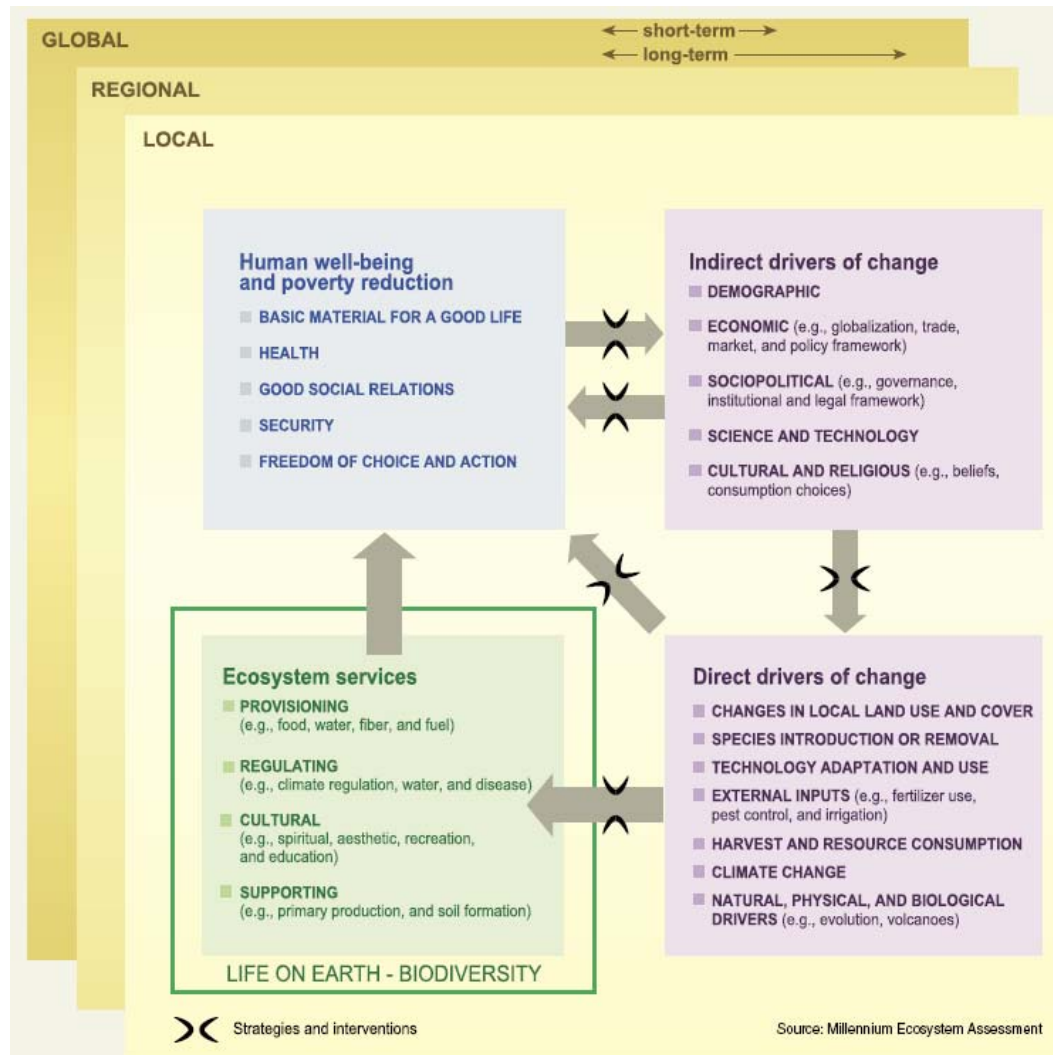 GLOBAL
short-term
long-term
REGIONAL
LOCAL
Human well-being
and poverty reduction
BASIC MATERIAL FOR A GOOD LIFE
HEALTH
GOOD SOCIAL RELATIONS
SECURITY
FREEDOM OF CHOICE AND ACTION
Indirect drivers of change
DEMOGRAPHIC
ECONOMIC (e.g., globalization, trade,
market, and policy framework)
SOCIOPOLITICAL (e.g., governance,
institutional and legal framework)
SCIENCE AND TECHNOLOGY
CULTURAL AND RELIGIOUS (e.g., beliefs,
consumption choices)
Ecosystem services
PROVISIONING
(e.g., food, water, fiber, and fuel)
REGULATING
(e.g., climate regulation, water, and disease)
CULTURAL
(e.g., spiritual, aesthetic, recreation,
and education)
SUPPORTING
(e.g., primary production, and soil formation)
LIFE ON EARTH - BIODIVERSITY
Direct drivers of change
CHANGES IN LOCAL LAND USE AND COVER
SPECIES INTRODUCTION OR REMOVAL
TECHNOLOGY ADAPTATION AND USE
EXTERNAL INPUTS (e.g., fertilizer use,
pest control, and irrigation)
HARVEST AND RESOURCE CONSUMPTION
CLIMATE CHANGE
NATURAL, PHYSICAL, AND BIOLOGICAL
DRIVERS (e.g., evolution, volcanoes)
Strategies and interventions
Source: Millennium Ecosystem Assessment